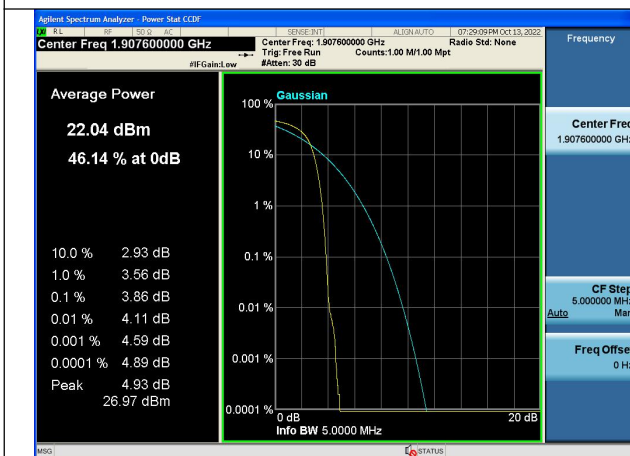 Agilent Spectrum Analyzer - Power Stat CCDF
LXI RL RF 50 Ω AC SENSE:INT ALIGN AUTO 07:29:09 PM Oct 13, 2022
Center Freq 1.907600000 GHz
Center Freq: 1.907600000 GHz Radio Std: None
Trig: Free Run Counts:1.00 M/1.00 Mpt
#IFGain:Low #Atten: 30 dB
Frequency
Average Power
22.04 dBm
46.14 % at 0dB
10.0 % 2.93 dB
1.0 % 3.56 dB
0.1 % 3.86 dB
0.01 % 4.11 dB
0.001 % 4.59 dB
0.0001 % 4.89 dB
Peak 4.93 dB
26.97 dBm
Gaussian
100 %
10 %
1 %
0.1 %
0.01 %
0.001 %
0.0001 %
0 dB 20 dB
Info BW 5.0000 MHz
Center Freq
1.907600000 GHz
CF Step
5.000000 MHz
Auto Man
Freq Offset
0 Hz
MSG STATUS